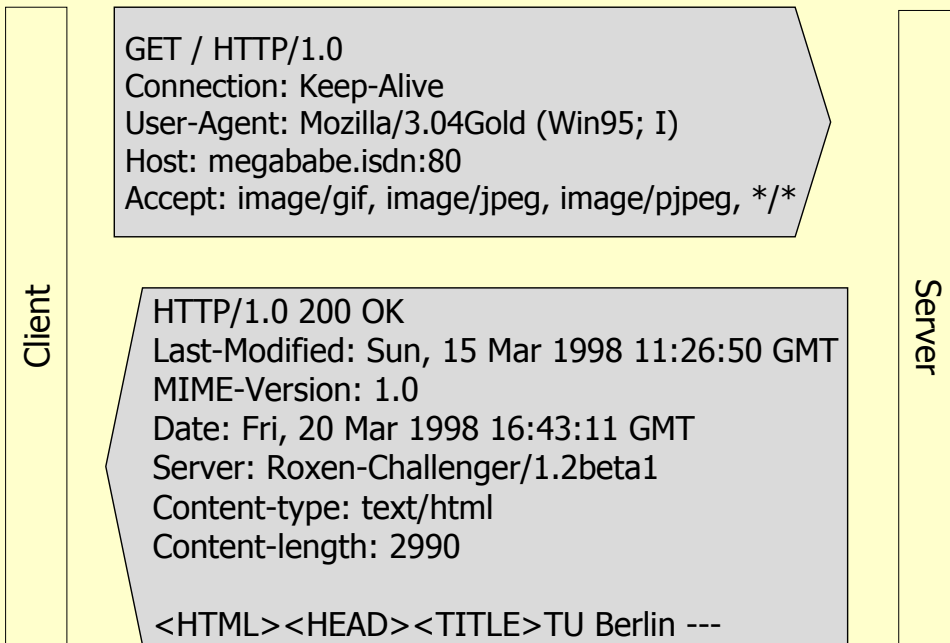 Client
GET / HTTP/1.0
Connection: Keep-Alive
User-Agent: Mozilla/3.04Gold (Win95; I)
Host: megababe.isdn:80
Accept: image/gif, image/jpeg, image/pjpeg, */*
HTTP/1.0 200 OK
Last-Modified: Sun, 15 Mar 1998 11:26:50 GMT
MIME-Version: 1.0
Date: Fri, 20 Mar 1998 16:43:11 GMT
Server: Roxen-Challenger/1.2beta1
Content-type: text/html
Content-length: 2990
<HTML><HEAD><TITLE>TU Berlin ---
Server